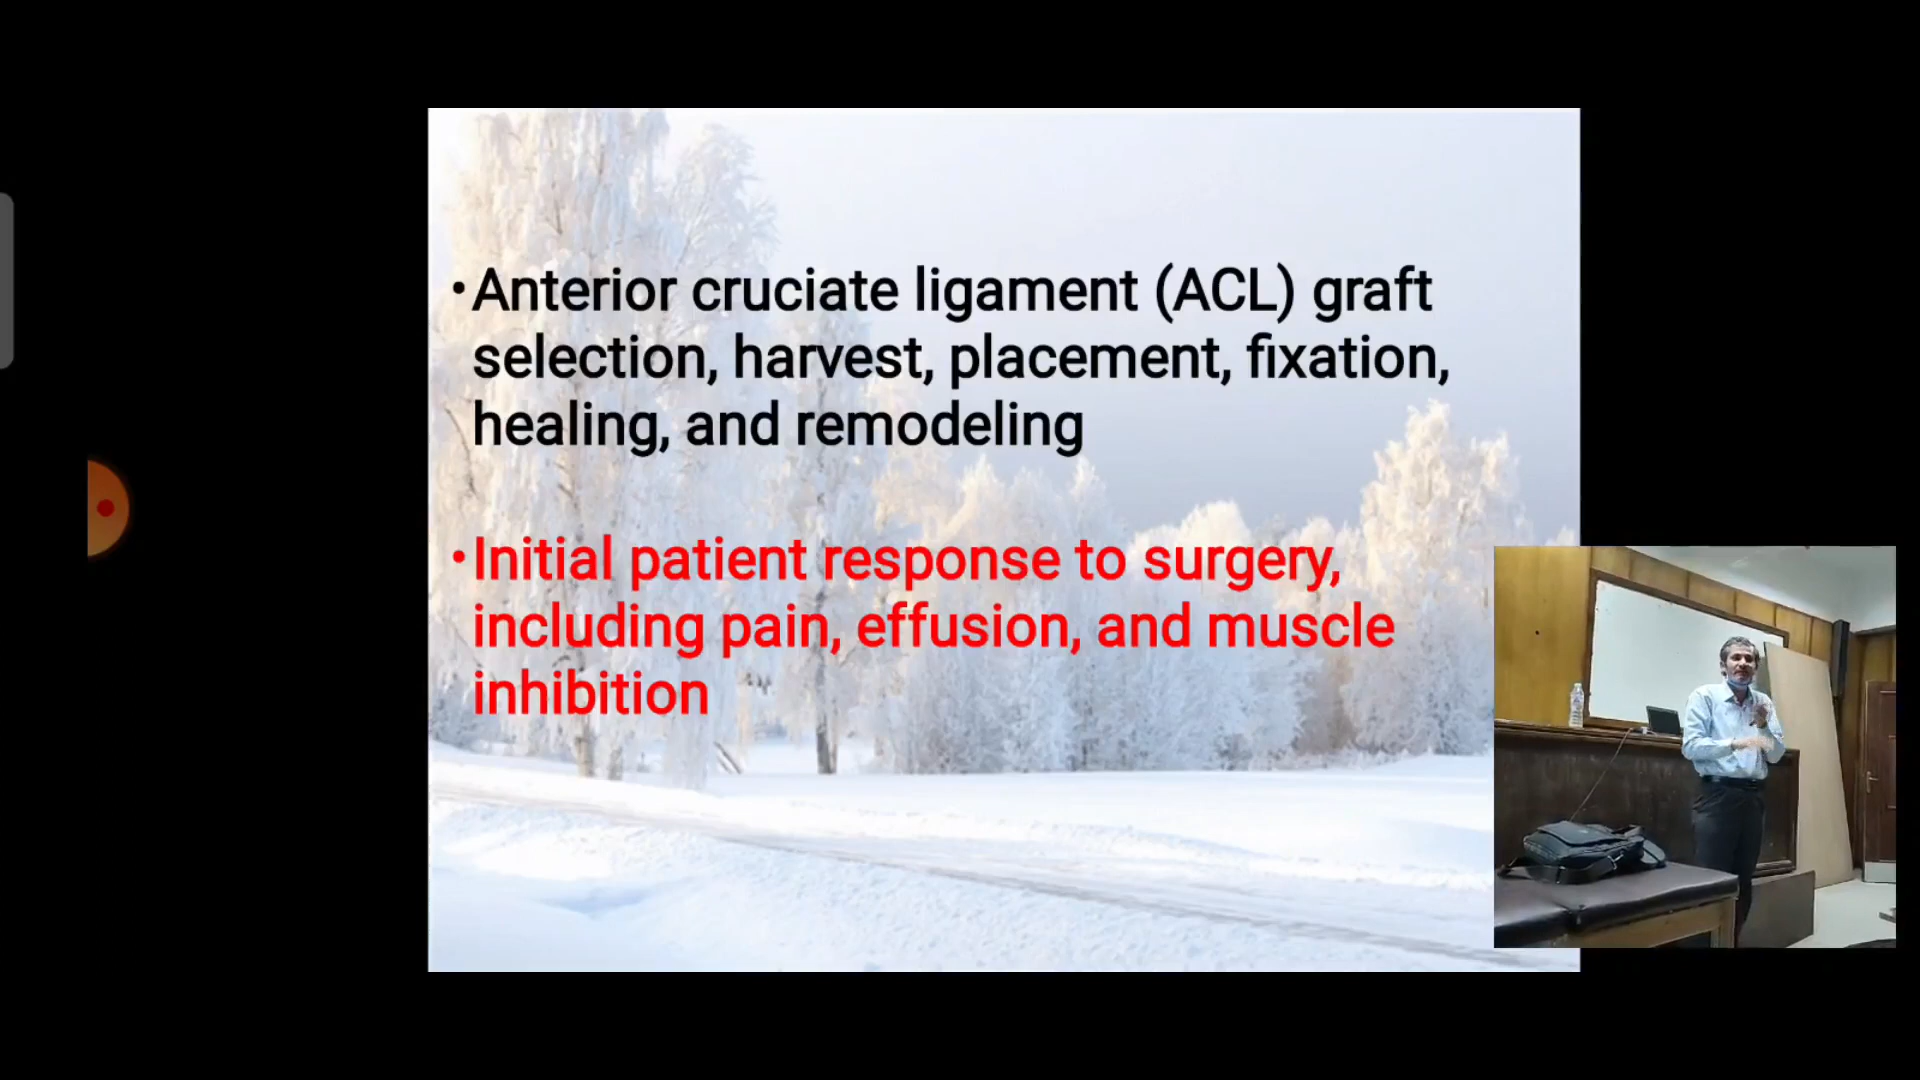 •Anterior cruciate ligament (ACL) graft
selection, harvest, placement, fixation,
healing, and remodeling
•Initial patient response to surgery,
including pain, effusion, and muscle
inhibition